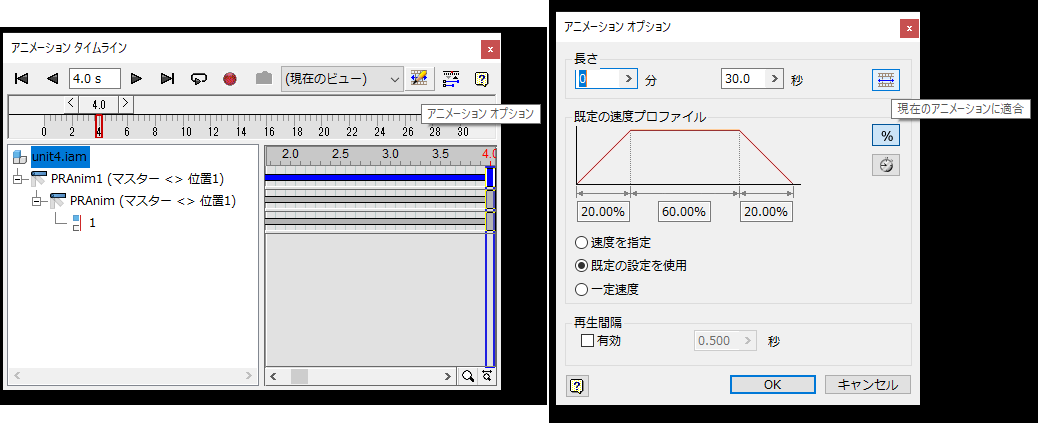 アニメーション タイムライン
4.0 s
(現在のビュー)
4.0
アニメーション オプション
0 2 4 6 8 10 12 14 16 18 20 22 24 26 28 30
unit4.iam
2.0 2.5 3.0 3.5 4.0
PRAnim1 (マスター <> 位置1)
PRAnim (マスター <> 位置1)
1
アニメーション オプション
長さ
0 分 30.0 秒
現在のアニメーションに適合
既定の速度プロファイル
%
20.00% 60.00% 20.00%
速度を指定
既定の設定を使用
一定速度
再生間隔
有効 0.500 秒
OK キャンセル